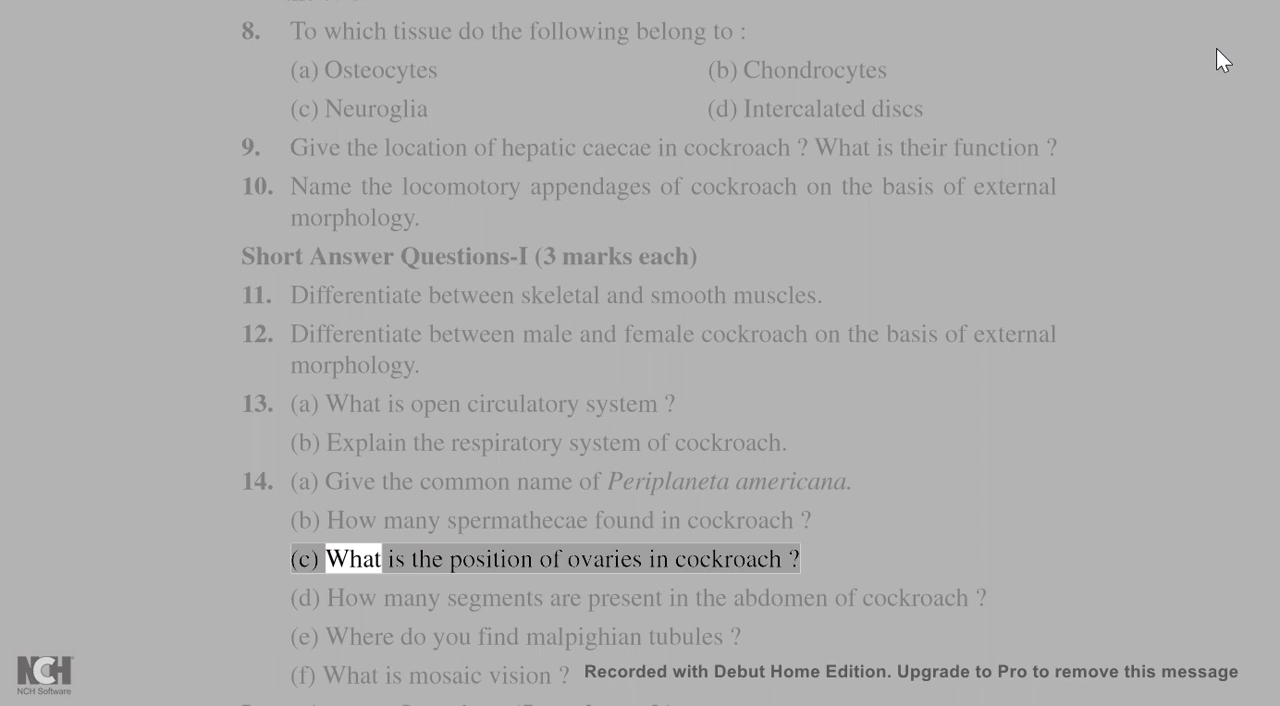 8. To which tissue do the following belong to :
(a) Osteocytes (b) Chondrocytes
(c) Neuroglia (d) Intercalated discs
9. Give the location of hepatic caecae in cockroach ? What is their function ?
10. Name the locomotory appendages of cockroach on the basis of external
morphology.
Short Answer Questions-I (3 marks each)
11. Differentiate between skeletal and smooth muscles.
12. Differentiate between male and female cockroach on the basis of external
morphology.
13. (a) What is open circulatory system ?
(b) Explain the respiratory system of cockroach.
14. (a) Give the common name of Periplaneta americana.
(b) How many spermathecae found in cockroach ?
(c) What is the position of ovaries in cockroach ?
(d) How many segments are present in the abdomen of cockroach ?
(e) Where do you find malpighian tubules ?
(f) What is mosaic vision ?
Recorded with Debut Home Edition. Upgrade to Pro to remove this message
NCH
NCH Software